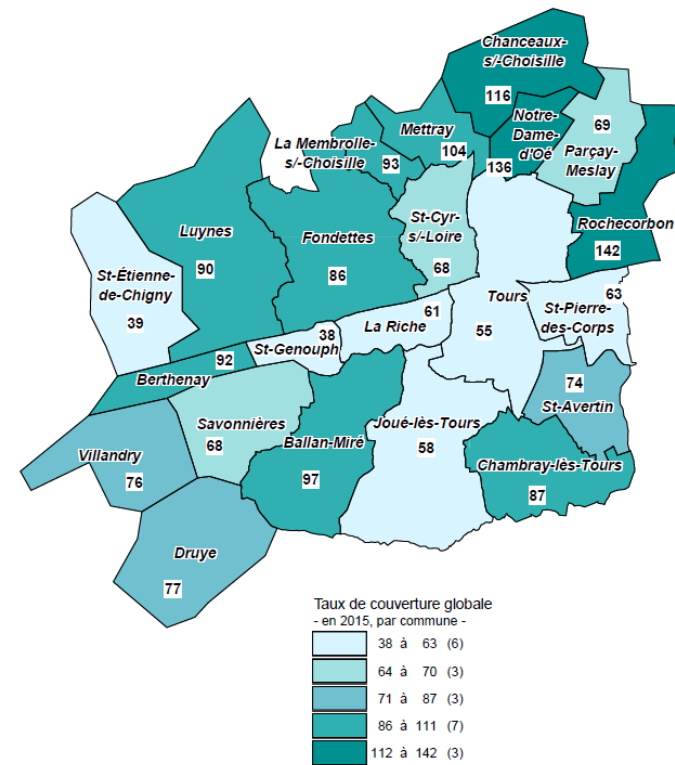 Chanceaux-
s/-Choisille
116
Notre-
Dame-
d'Oé
136
69
Parçay-
Meslay
Mettray
104
La Membrolle-
s/-Choisille
93
Rochecorbon
142
St-Cyr-
s/-Loire
68
Luynes
90
Fondettes
86
St-Étienne-
de-Chigny
39
63
St-Pierre-
des-Corps
Tours
55
61
La Riche
38
St-Genouph
92
Berthenay
74
St-Avertin
Savonnières
68
Ballan-Miré
97
Joué-lès-Tours
58
Villandry
76
Chambray-lès-Tours
87
Druye
77
Taux de couverture globale
- en 2015, par commune -
38 à 63 (6)
64 à 70 (3)
71 à 87 (3)
86 à 111 (7)
112 à 142 (3)